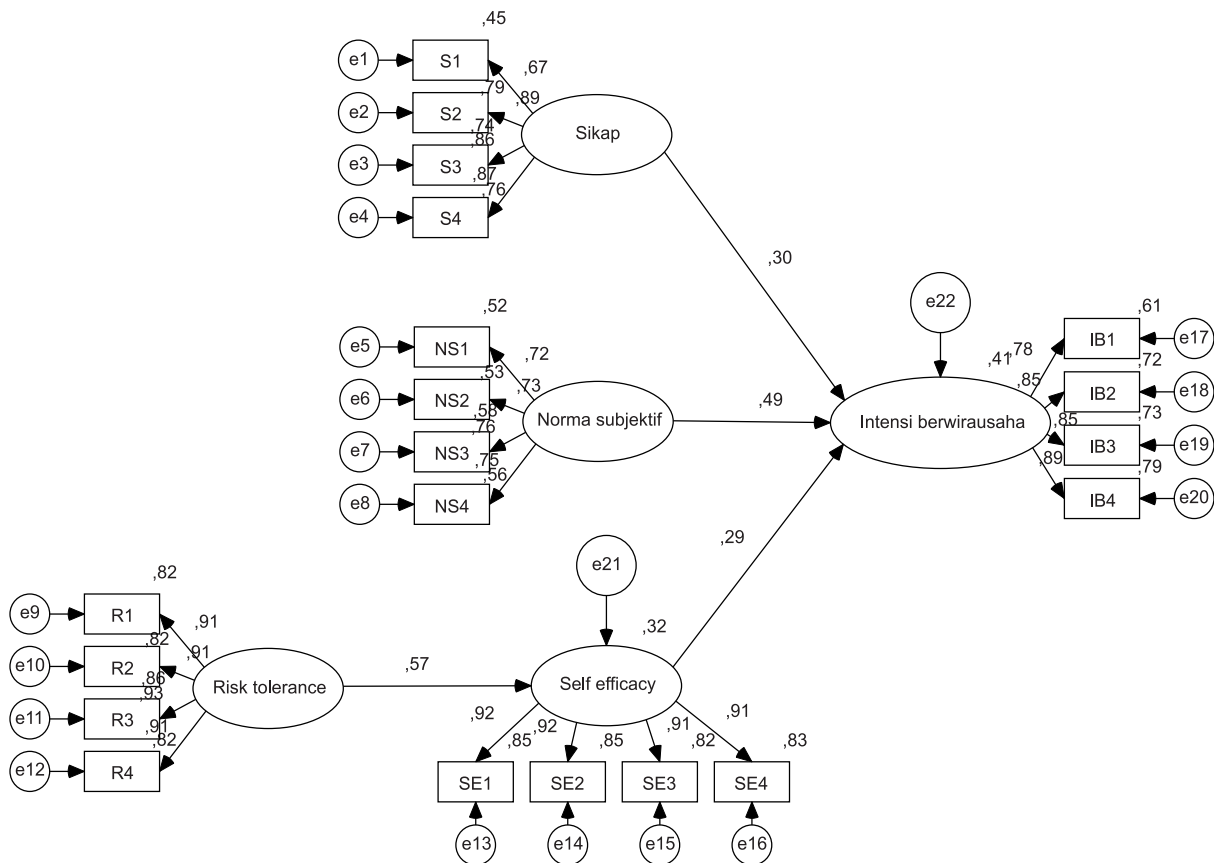 ,45
e1
S1
,67
,79
,89
e2
S2
,74
,86
Sikap
e3
S3
,87
,76
e4
S4
,30
e22
,52
e5
NS1
,72
,53
,73
e6
NS2
,58
,76
Norma subjektif
,49
e7
NS3
,75
,56
e8
NS4
Intensi berwirausaha
,41
,78
,61
IB1
e17
,85
,72
IB2
e18
,85
,73
IB3
e19
,89
,79
IB4
e20
,29
e21
,82
e9
R1
,91
,82
,91
e10
R2
,86
,93
Risk tolerance
,57
e11
R3
,91
,82
e12
R4
,32
Self efficacy
,92
,92
,91
,91
,85
,85
,82
,83
SE1
SE2
SE3
SE4
e13
e14
e15
e16